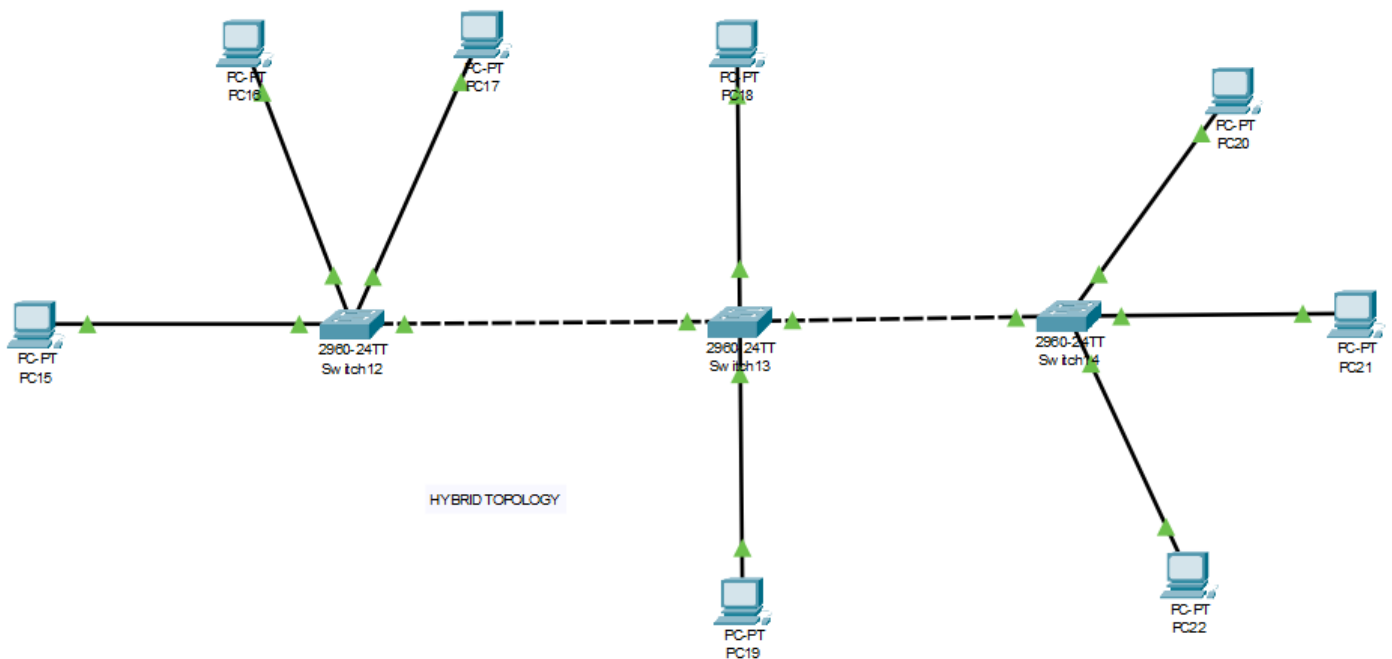 PC-PT
PC16
PC-PT
PC17
PC-PT
PC18
PC-PT
PC20
PC-PT
PC15
2960-24TT
Switch12
2960-24TT
Switch13
2960-24TT
Switch14
PC-PT
PC21
HYBRID TOPOLOGY
PC-PT
PC19
PC-PT
PC22